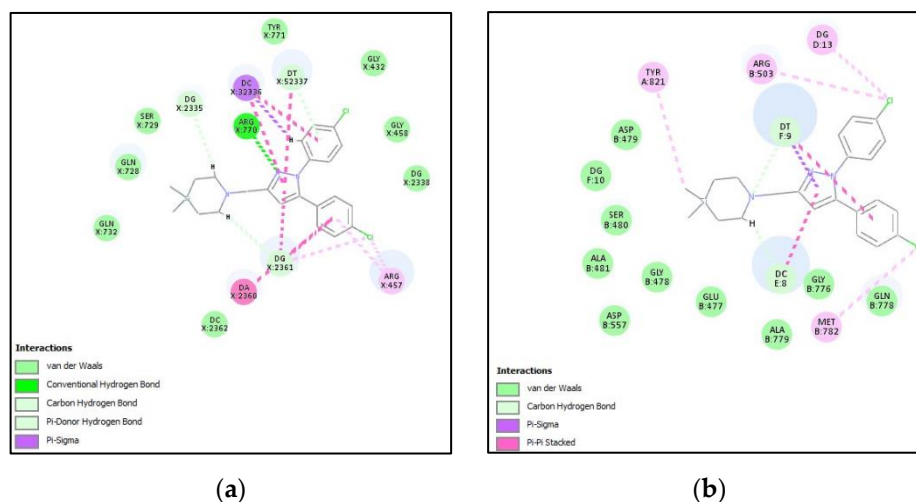 TYR
X:771
GLY
X:432
DG
X:2335
DC
X:32336
DT
X:52337
SER
X:729
ARG
X:770
GLY
X:458
GLN
X:728
DG
X:2338
GLN
X:732
Cl
H
N
N
N
H
H
Cl
DG
X:2361
ARG
X:457
DA
X:2360
DC
X:2362
Interactions
van der Waals
Conventional Hydrogen Bond
Carbon Hydrogen Bond
Pi-Donor Hydrogen Bond
Pi-Sigma
(a)
DG
D:13
ARG
B:503
TYR
A:821
Cl
DT
F:9
ASP
B:479
DG
F:10
SER
B:480
N
N
N
H
ALA
B:481
GLY
B:478
GLU
B:477
DC
E:8
GLY
B:776
GLN
B:778
ASP
B:557
ALA
B:779
MET
B:782
Interactions
van der Waals
Carbon Hydrogen Bond
Pi-Sigma
Pi-Pi Stacked
(b)